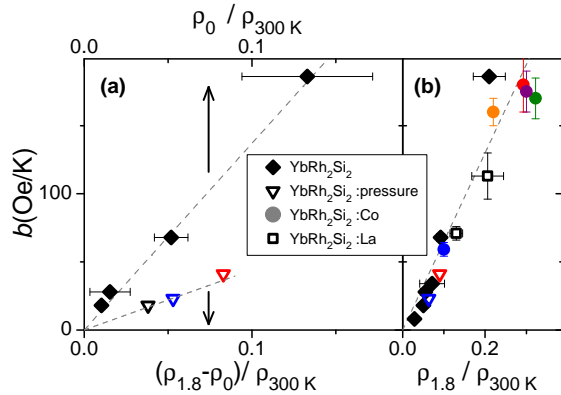 ρ0 / ρ300 K
0.0 0.1
(a) (b)
b(Oe/K)
100
0
YbRh2Si2
YbRh2Si2 :pressure
YbRh2Si2 :Co
YbRh2Si2 :La
0.0 0.1 0.0 0.2
(ρ1.8-ρ0)/ ρ300 K ρ1.8 / ρ300 K